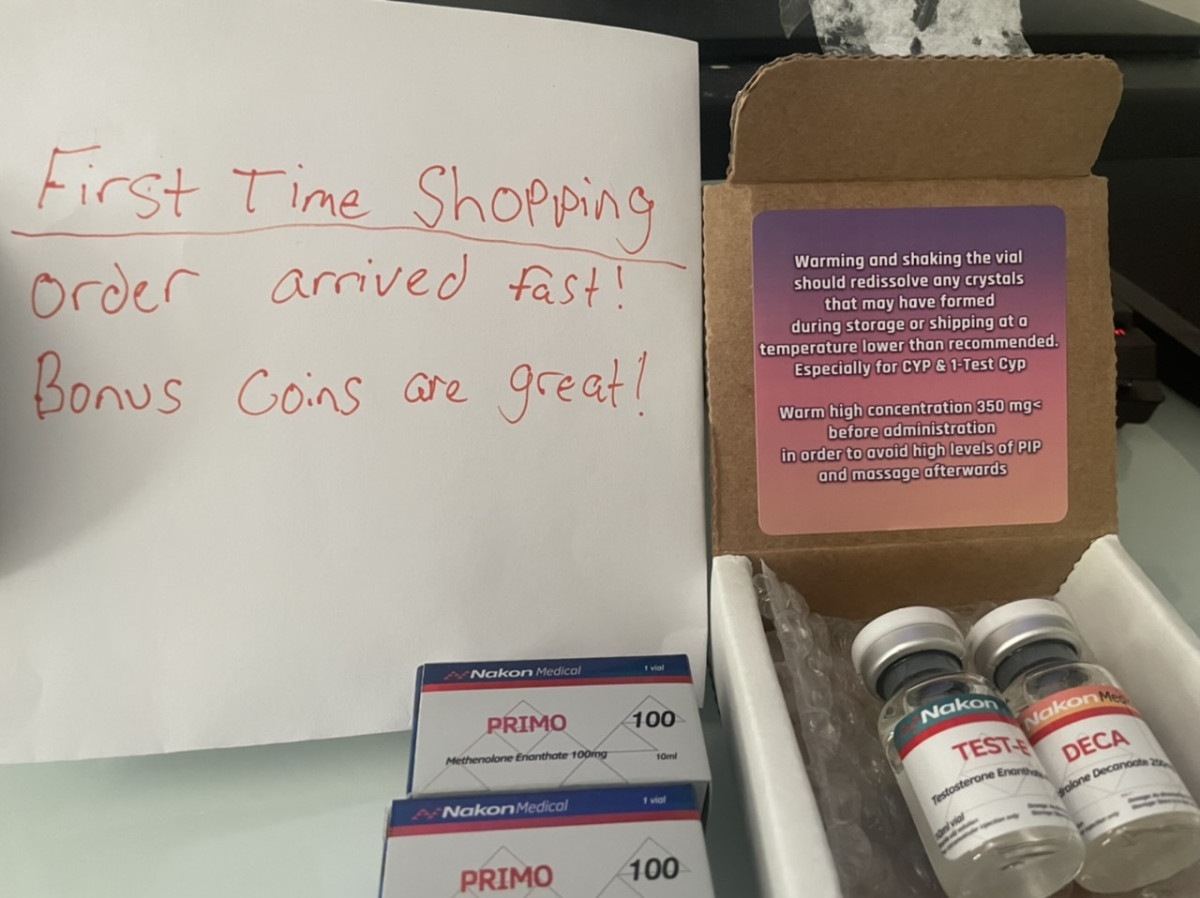 First Time Shopping
order arrived fast!
Bonus Coins are great!
Warming and shaking the vial
should redissolve any crystals
that may have formed
during storage or shipping at a
temperature lower than recommended.
Especially for CYP & 1-Test Cyp
Warm high concentration 350 mg<
before administration
in order to avoid high levels of PIP
and massage afterwards
Nakon Medical 1 vial
PRIMO 100
Methenolone Enanthate 100mg 10ml
Nakon Medical 1 vial
PRIMO 100
Nakon
TEST-E
Testosterone
10ml vial
Nakon
DECA
Decanoate